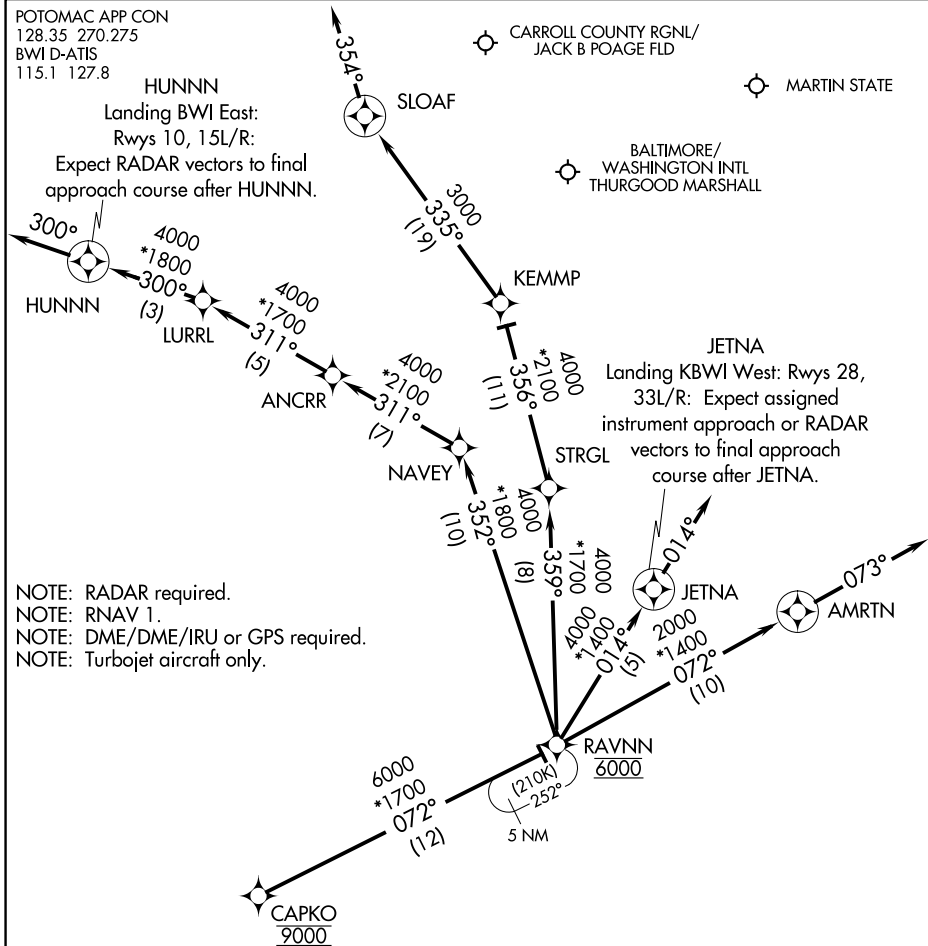 POTOMAC APP CON
128.35 270.275
BWI D-ATIS
115.1 127.8
HUNNN
Landing BWI East:
Rwys 10, 15L/R:
Expect RADAR vectors to final
approach course after HUNNN.
354°
SLOAF
CARROLL COUNTY RGNL/
JACK B POAGE FLD
MARTIN STATE
BALTIMORE/
WASHINGTON INTL
THURGOOD MARSHALL
3000
335°
(19)
KEMMP
300°
HUNNN
4000
*1800
300°
(3)
LURRL
4000
*1700
311°
(5)
ANCRR
4000
*2100
311°
(7)
NAVEY
4000
*2100
356°
(11)
STRGL
JETNA
Landing KBWI West: Rwys 28,
33L/R: Expect assigned
instrument approach or RADAR
vectors to final approach
course after JETNA.
4000
*1800
352°
(10)
4000
*1700
359°
(8)
014°
JETNA
4000
*1400
014°
(5)
073°
AMRTN
2000
*1400
072°
(10)
NOTE: RADAR required.
NOTE: RNAV 1.
NOTE: DME/DME/IRU or GPS required.
NOTE: Turbojet aircraft only.
RAVNN
6000
(210K)
252°
5 NM
6000
*1700
072°
(12)
CAPKO
9000